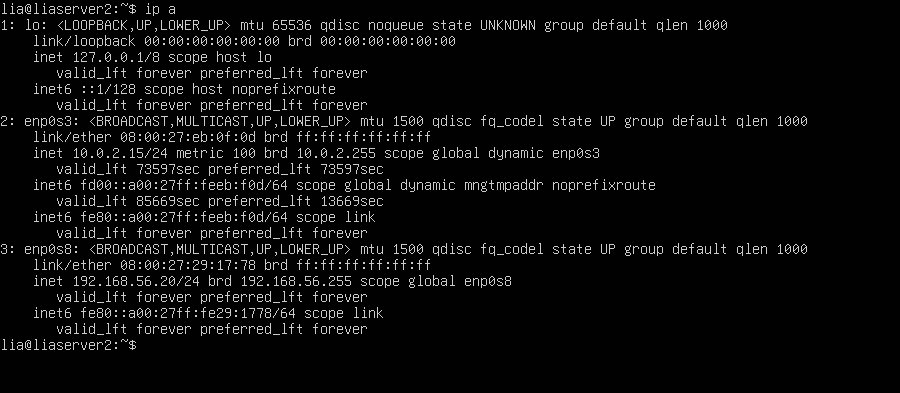 lia@liaserver2:~$ ip a
1: lo: <LOOPBACK,UP,LOWER_UP> mtu 65536 qdisc noqueue state UNKNOWN group default qlen 1000
    link/loopback 00:00:00:00:00:00 brd 00:00:00:00:00:00
    inet 127.0.0.1/8 scope host lo
       valid_lft forever preferred_lft forever
    inet6 ::1/128 scope host noprefixroute
       valid_lft forever preferred_lft forever
2: enp0s3: <BROADCAST,MULTICAST,UP,LOWER_UP> mtu 1500 qdisc fq_codel state UP group default qlen 1000
    link/ether 08:00:27:eb:0f:0d brd ff:ff:ff:ff:ff:ff
    inet 10.0.2.15/24 metric 100 brd 10.0.2.255 scope global dynamic enp0s3
       valid_lft 73597sec preferred_lft 73597sec
    inet6 fd00::a00:27ff:feeb:f0d/64 scope global dynamic mngtmpaddr noprefixroute
       valid_lft 85669sec preferred_lft 13669sec
    inet6 fe80::a00:27ff:feeb:f0d/64 scope link
       valid_lft forever preferred_lft forever
3: enp0s8: <BROADCAST,MULTICAST,UP,LOWER_UP> mtu 1500 qdisc fq_codel state UP group default qlen 1000
    link/ether 08:00:27:29:17:78 brd ff:ff:ff:ff:ff:ff
    inet 192.168.56.20/24 brd 192.168.56.255 scope global enp0s8
       valid_lft forever preferred_lft forever
    inet6 fe80::a00:27ff:fe29:1778/64 scope link
       valid_lft forever preferred_lft forever
lia@liaserver2:~$